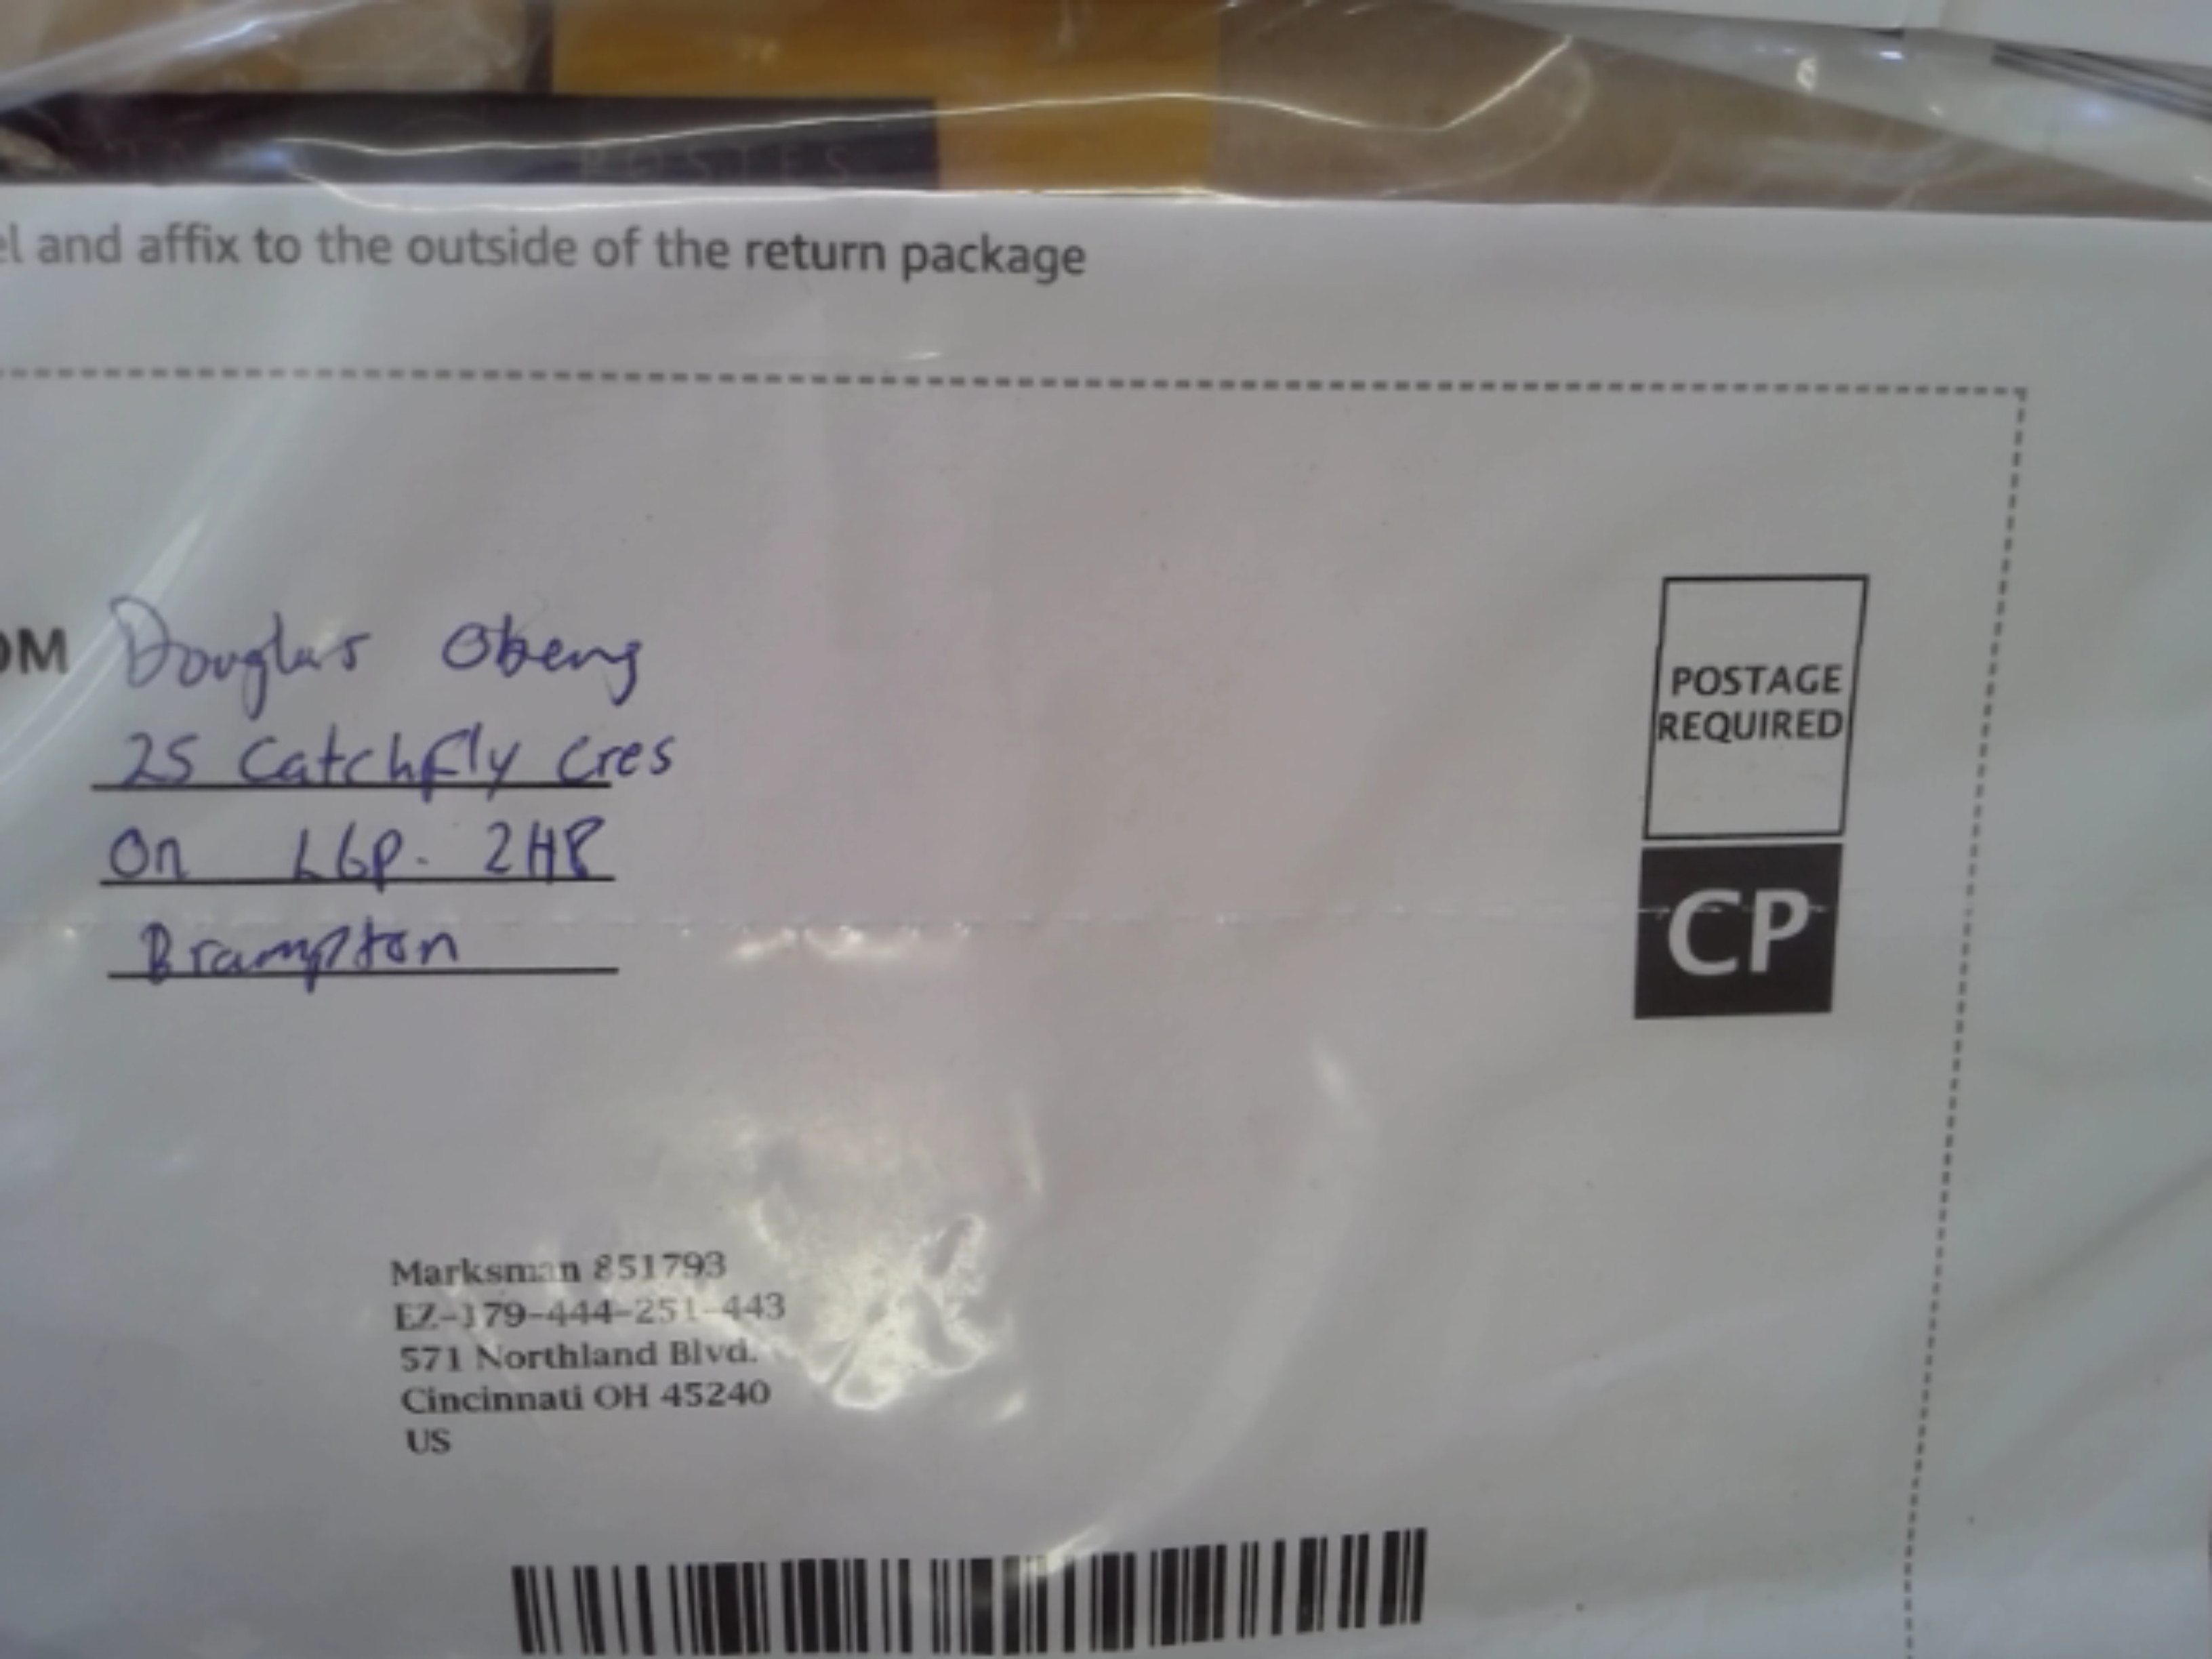 POSTES
el and affix to the outside of the return package
OM Douglas Obeng
25 Catchfly Cres
On L6P. 2H8
Brampton
POSTAGE
REQUIRED
CP
Marksman 851793
EZ-179-444-251-443
571 Northland Blvd.
Cincinnati OH 45240
US